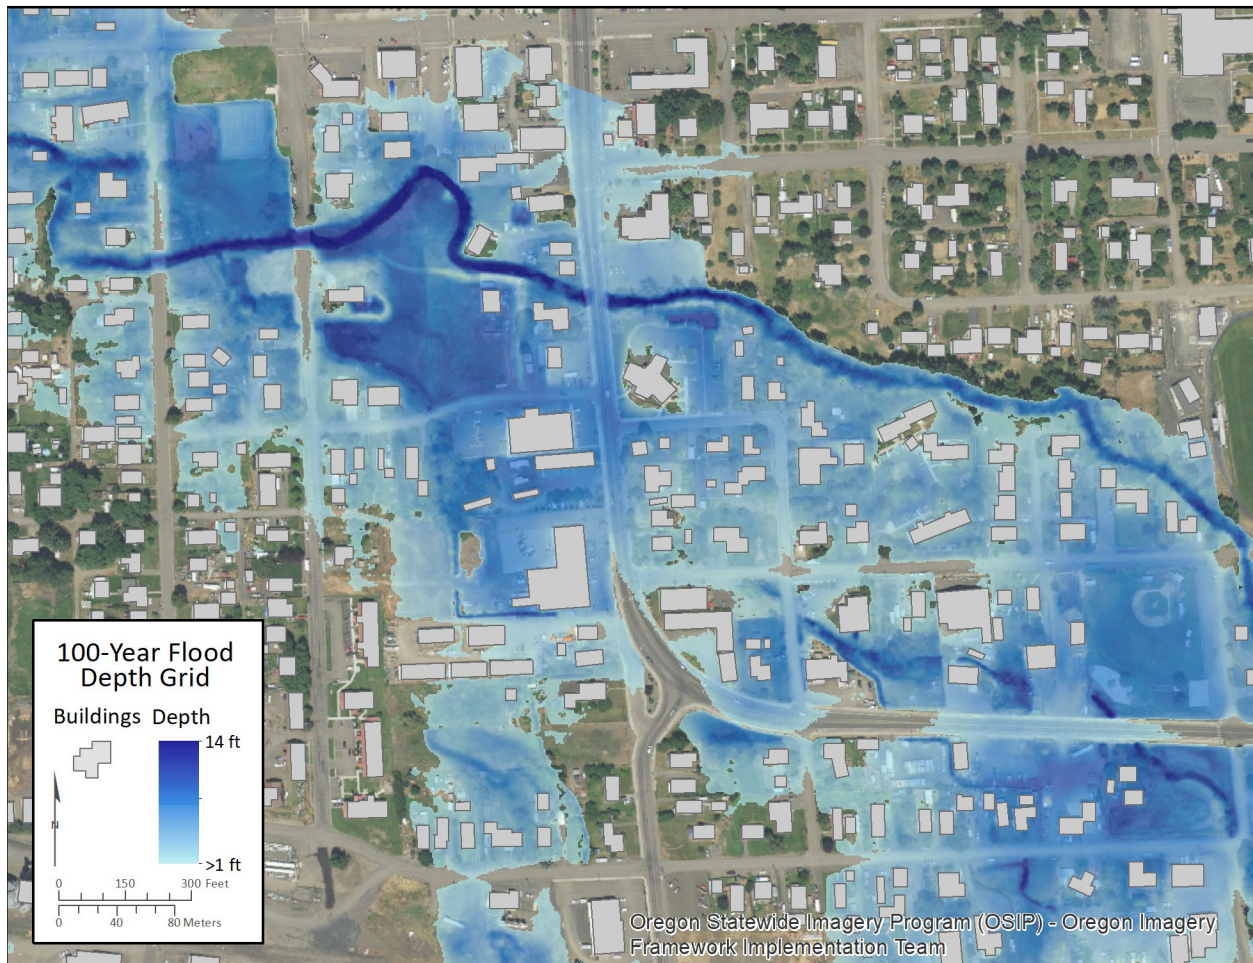 100-Year Flood
Depth Grid
Buildings Depth
14 ft
>1 ft
N
0 150 300 Feet
0 40 80 Meters
Oregon Statewide Imagery Program (OSIP) - Oregon Imagery
Framework Implementation Team